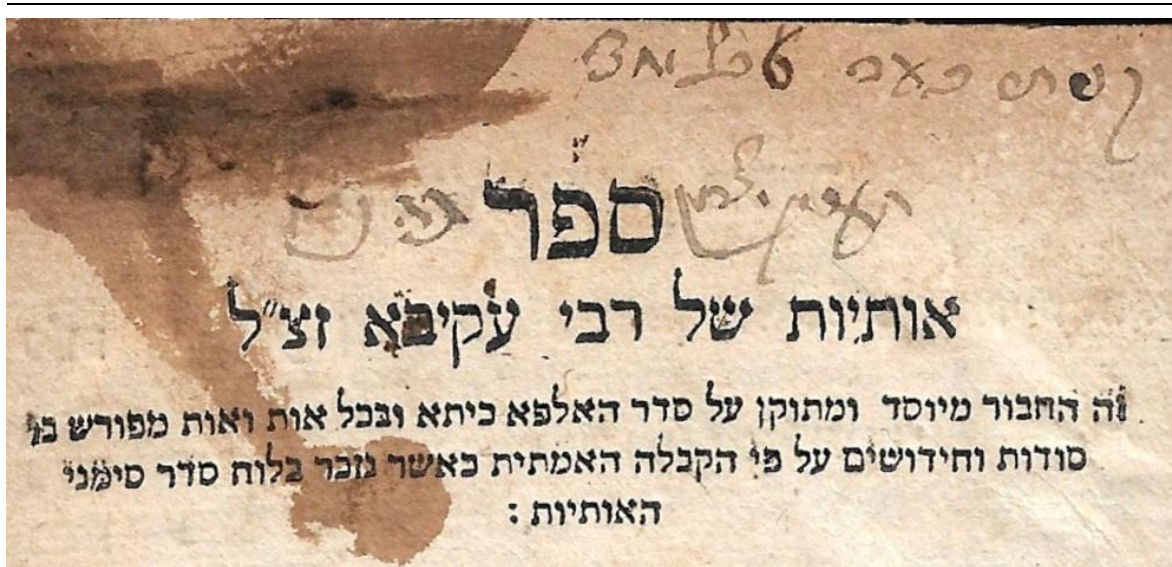 ספר
אותיות של רבי עקיבא זצ״ל
זה החבור מיוסד ומתוקן על סדר האלפא ביתא ובכל אות ואות מפורש בו
סודות וחידושים על פי הקבלה האמתית כאשר נזכר בלוח סדר סימני
האותיות :